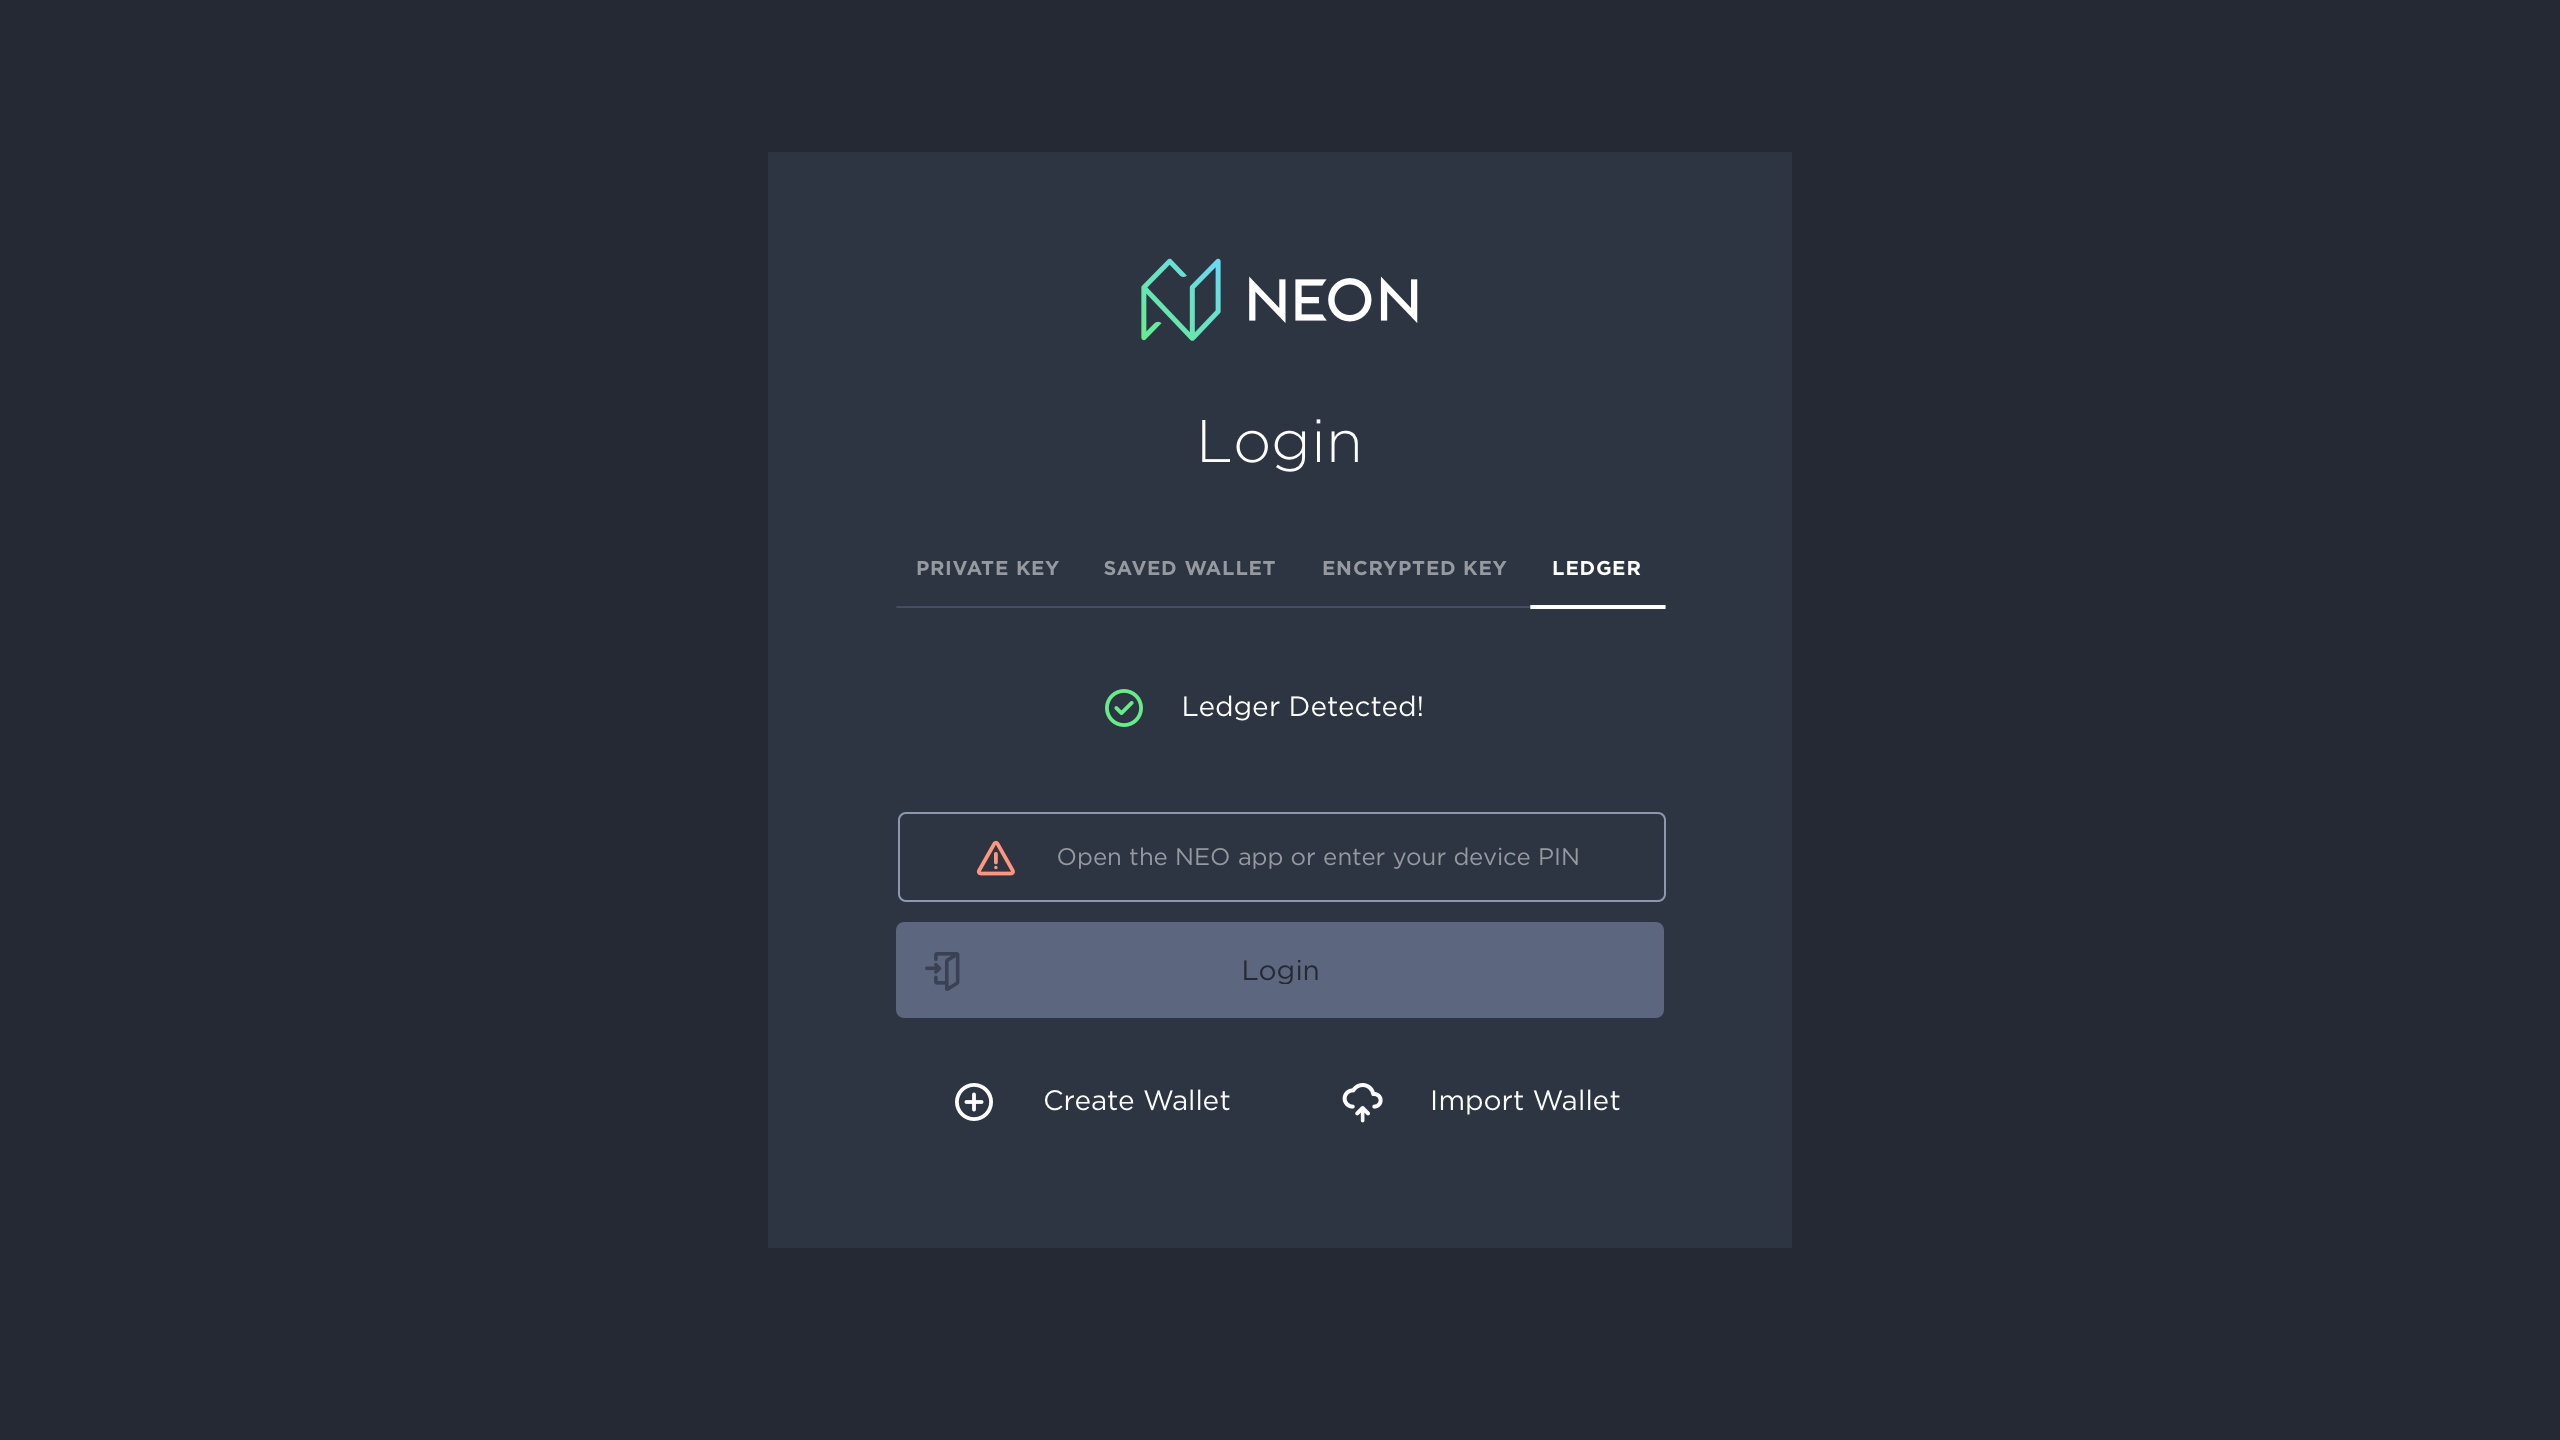 NEON
Login
PRIVATE KEY SAVED WALLET ENCRYPTED KEY LEDGER
Ledger Detected!
Open the NEO app or enter your device PIN
Login
Create Wallet Import Wallet